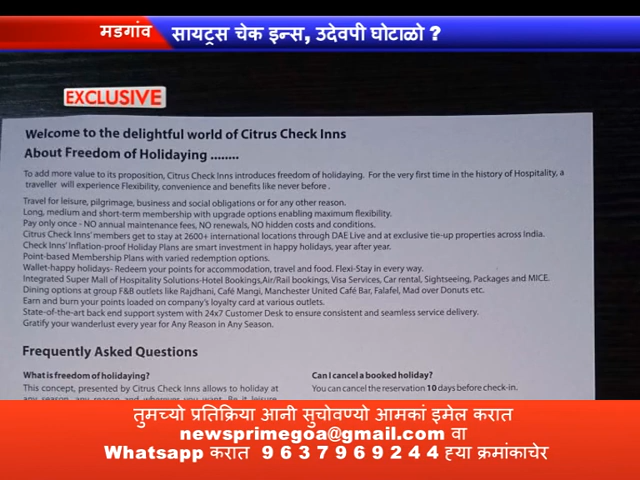 मडगांव
सायट्रस चेक इन्स, उदेवपी घोटाळो ?
EXCLUSIVE
Welcome to the delightful world of Citrus Check Inns
About Freedom of Holidaying ........
To add more value to its proposition, Citrus Check Inns introduces freedom of holidaying. For the very first time in the history of Hospitality, a
traveller will experience Flexibility, convenience and benefits like never before .
Travel for leisure, pilgrimage, business and social obligations or for any other reason.
Long, medium and short-term membership with upgrade options enabling maximum flexibility.
Pay only once - NO annual maintenance fees, NO renewals, NO hidden costs and conditions.
Citrus Check Inns' members get to stay at 2600+ international locations through DAE Live and at exclusive tie-up properties across India.
Check Inns' Inflation-proof Holiday Plans are smart investment in happy holidays, year after year.
Point-based Membership Plans with varied redemption options.
Wallet-happy holidays- Redeem your points for accommodation, travel and food. Flexi-Stay in every way.
Integrated Super Mall of Hospitality Solutions-Hotel Bookings,Air/Rail bookings, Visa Services, Car rental, Sightseeing, Packages and MICE.
Dining options at group F&B outlets like Rajdhani, Café Mangi, Manchester United Café Bar, Falafel, Mad over Donuts etc.
Earn and burn your points loaded on company's loyalty card at various outlets.
State-of-the-art back end support system with 24x7 Customer Desk to ensure consistent and seamless service delivery.
Gratify your wanderlust every year for Any Reason in Any Season.
Frequently Asked Questions
What is freedom of holidaying?
This concept, presented by Citrus Check Inns allows to holiday at
Can I cancel a booked holiday?
You can cancel the reservation 10 days before check-in.
तुमच्यो प्रतिक्रिया आनी सुचोवण्यो आमकां इमेल करात
newsprimegoa@gmail.com वा
Whatsapp करात 9 6 3 7 9 6 9 2 4 4 ह्या क्रमांकाचेर